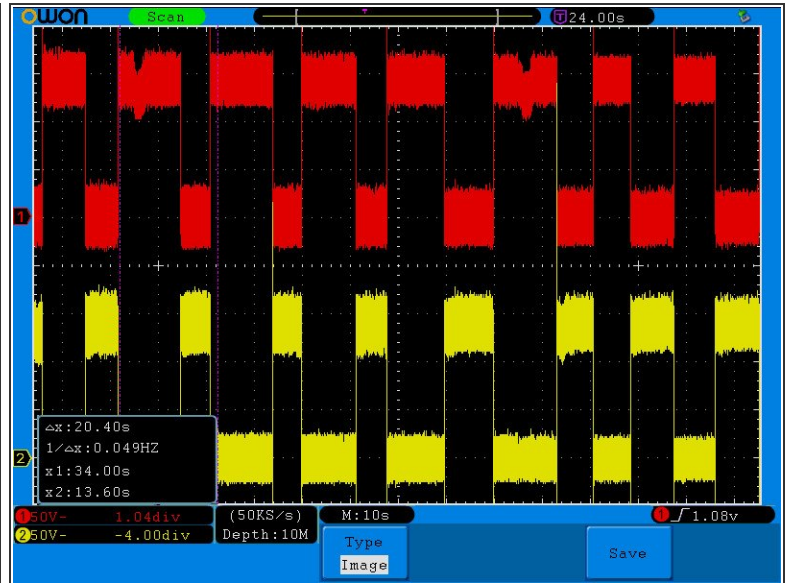 OWON
Scan
T 24.00s
1
2
△x:20.40s
1/△x:0.049HZ
x1:34.00s
x2:13.60s
1 50V- 1.04div
2 50V- -4.00div
(50KS/s)
Depth:10M
M:10s
1 1.08v
Type
Image
Save